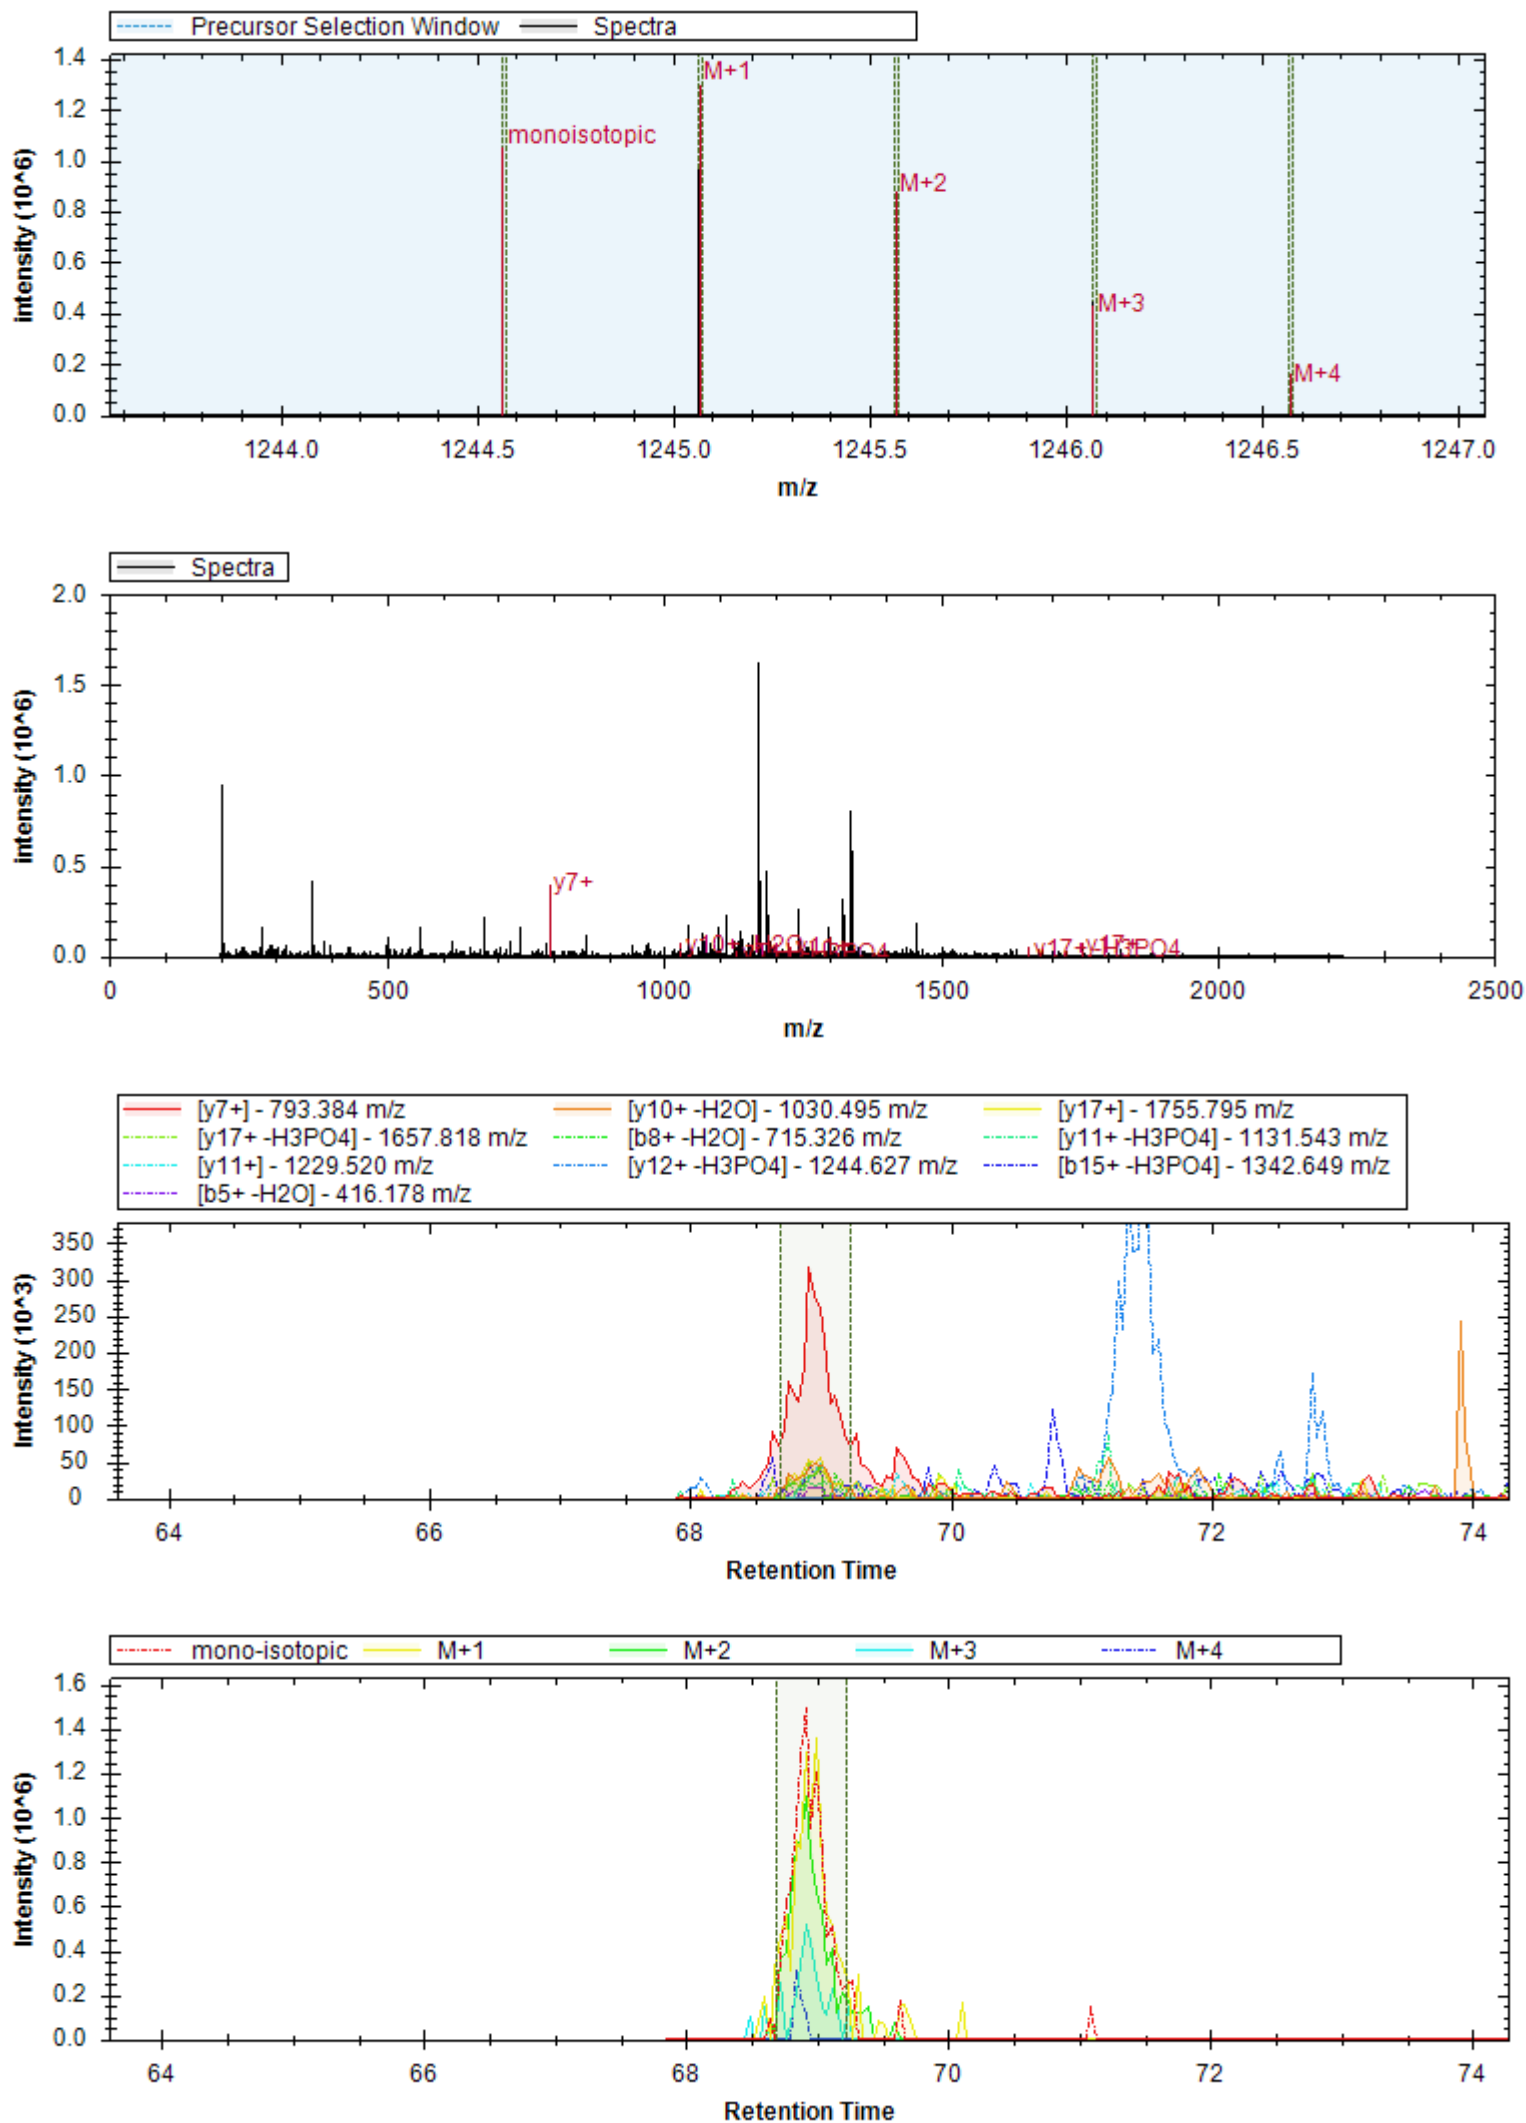 Precursor Selection Window Spectra
intensity (10^6)
1.4
1.2
1.0
0.8
0.6
0.4
0.2
0.0
monoisotopic
M+1
M+2
M+3
M+4
1244.0 1244.5 1245.0 1245.5 1246.0 1246.5 1247.0
m/z
Spectra
intensity (10^6)
2.0
1.5
1.0
0.5
0.0
y7+
y10+
y17+
y17+
0 500 1000 1500 2000 2500
m/z
[y7+] - 793.384 m/z [y10+ -H2O] - 1030.495 m/z [y17+] - 1755.795 m/z
[y17+ -H3PO4] - 1657.818 m/z [b8+ -H2O] - 715.326 m/z [y11+ -H3PO4] - 1131.543 m/z
[y11+] - 1229.520 m/z [y12+ -H3PO4] - 1244.627 m/z [b15+ -H3PO4] - 1342.649 m/z
[b5+ -H2O] - 416.178 m/z
Intensity (10^3)
350
300
250
200
150
100
50
0
64 66 68 70 72 74
Retention Time
mono-isotopic M+1 M+2 M+3 M+4
Intensity (10^6)
1.6
1.4
1.2
1.0
0.8
0.6
0.4
0.2
0.0
64 66 68 70 72 74
Retention Time